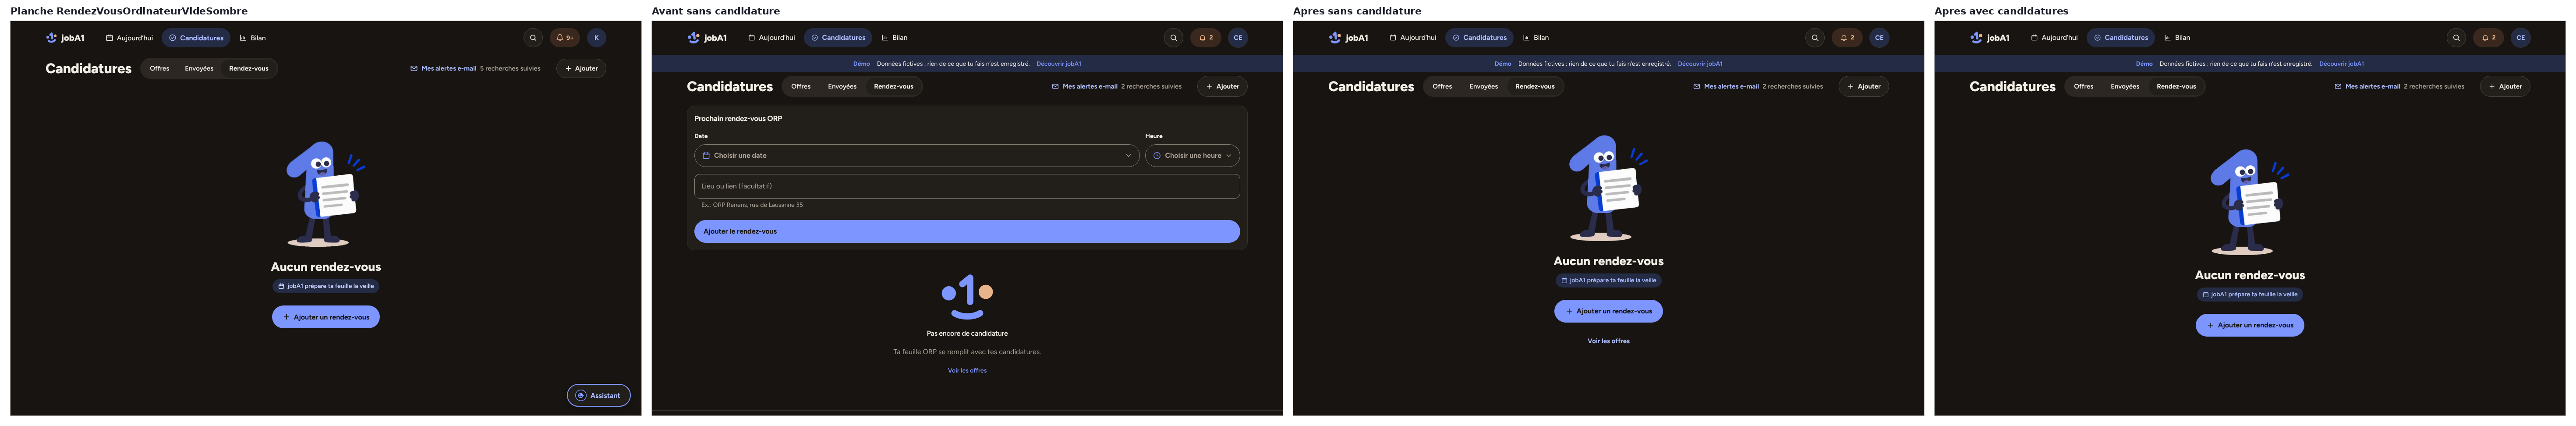 Planche RendezVousOrdinateurVideSombre
jobA1 Aujourd'hui Candidatures Bilan 9+ K
Candidatures Offres Envoyées Rendez-vous Mes alertes e-mail 5 recherches suivies + Ajouter
Aucun rendez-vous
jobA1 prépare ta feuille la veille
+ Ajouter un rendez-vous
Assistant
Avant sans candidature
jobA1 Aujourd'hui Candidatures Bilan 2 CE
Démo Données fictives : rien de ce que tu fais n'est enregistré. Découvrir jobA1
Candidatures Offres Envoyées Rendez-vous Mes alertes e-mail 2 recherches suivies + Ajouter
Prochain rendez-vous ORP
Date Heure
Choisir une date Choisir une heure
Lieu ou lien (facultatif)
Ex.: ORP Renens, rue de Lausanne 35
Ajouter le rendez-vous
1
Pas encore de candidature
Ta feuille ORP se remplit avec tes candidatures.
Voir les offres
Apres sans candidature
jobA1 Aujourd'hui Candidatures Bilan 2 CE
Démo Données fictives : rien de ce que tu fais n'est enregistré. Découvrir jobA1
Candidatures Offres Envoyées Rendez-vous Mes alertes e-mail 2 recherches suivies + Ajouter
Aucun rendez-vous
jobA1 prépare ta feuille la veille
+ Ajouter un rendez-vous
Voir les offres
Apres avec candidatures
jobA1 Aujourd'hui Candidatures Bilan 2 CE
Démo Données fictives : rien de ce que tu fais n'est enregistré. Découvrir jobA1
Candidatures Offres Envoyées Rendez-vous Mes alertes e-mail 2 recherches suivies + Ajouter
Aucun rendez-vous
jobA1 prépare ta feuille la veille
+ Ajouter un rendez-vous